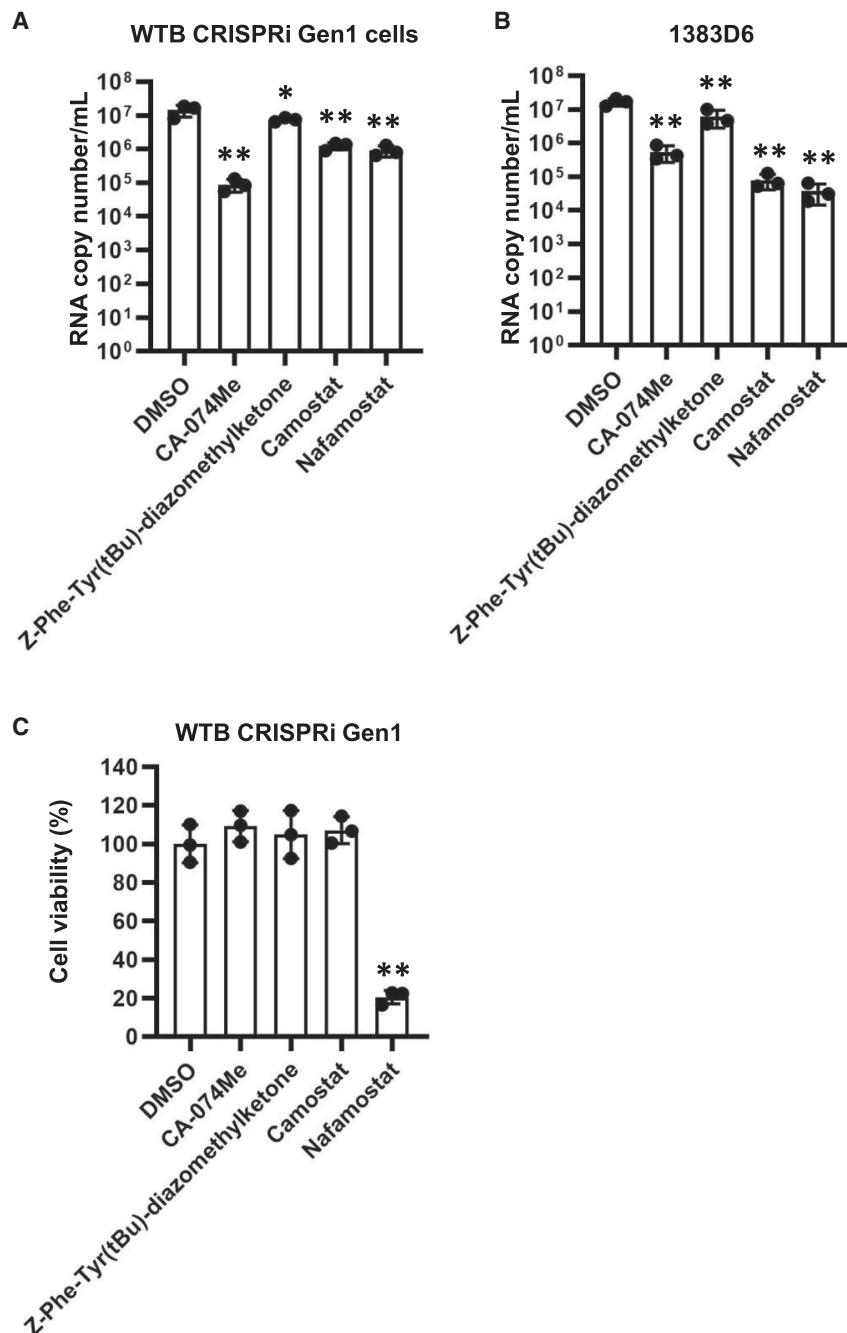 A
WTB CRISPRi Gen1 cells
RNA copy number/mL
10⁸
10⁷
10⁶
10⁵
10⁴
10³
10²
10¹
10⁰
**
*
**
**
DMSO
CA-074Me
Z-Phe-Tyr(tBu)-diazomethylketone
Camostat
Nafamostat
B
1383D6
RNA copy number/mL
10⁸
10⁷
10⁶
10⁵
10⁴
10³
10²
10¹
10⁰
**
**
**
**
DMSO
CA-074Me
Z-Phe-Tyr(tBu)-diazomethylketone
Camostat
Nafamostat
C
WTB CRISPRi Gen1
Cell viability (%)
140
120
100
80
60
40
20
0
**
DMSO
CA-074Me
Z-Phe-Tyr(tBu)-diazomethylketone
Camostat
Nafamostat